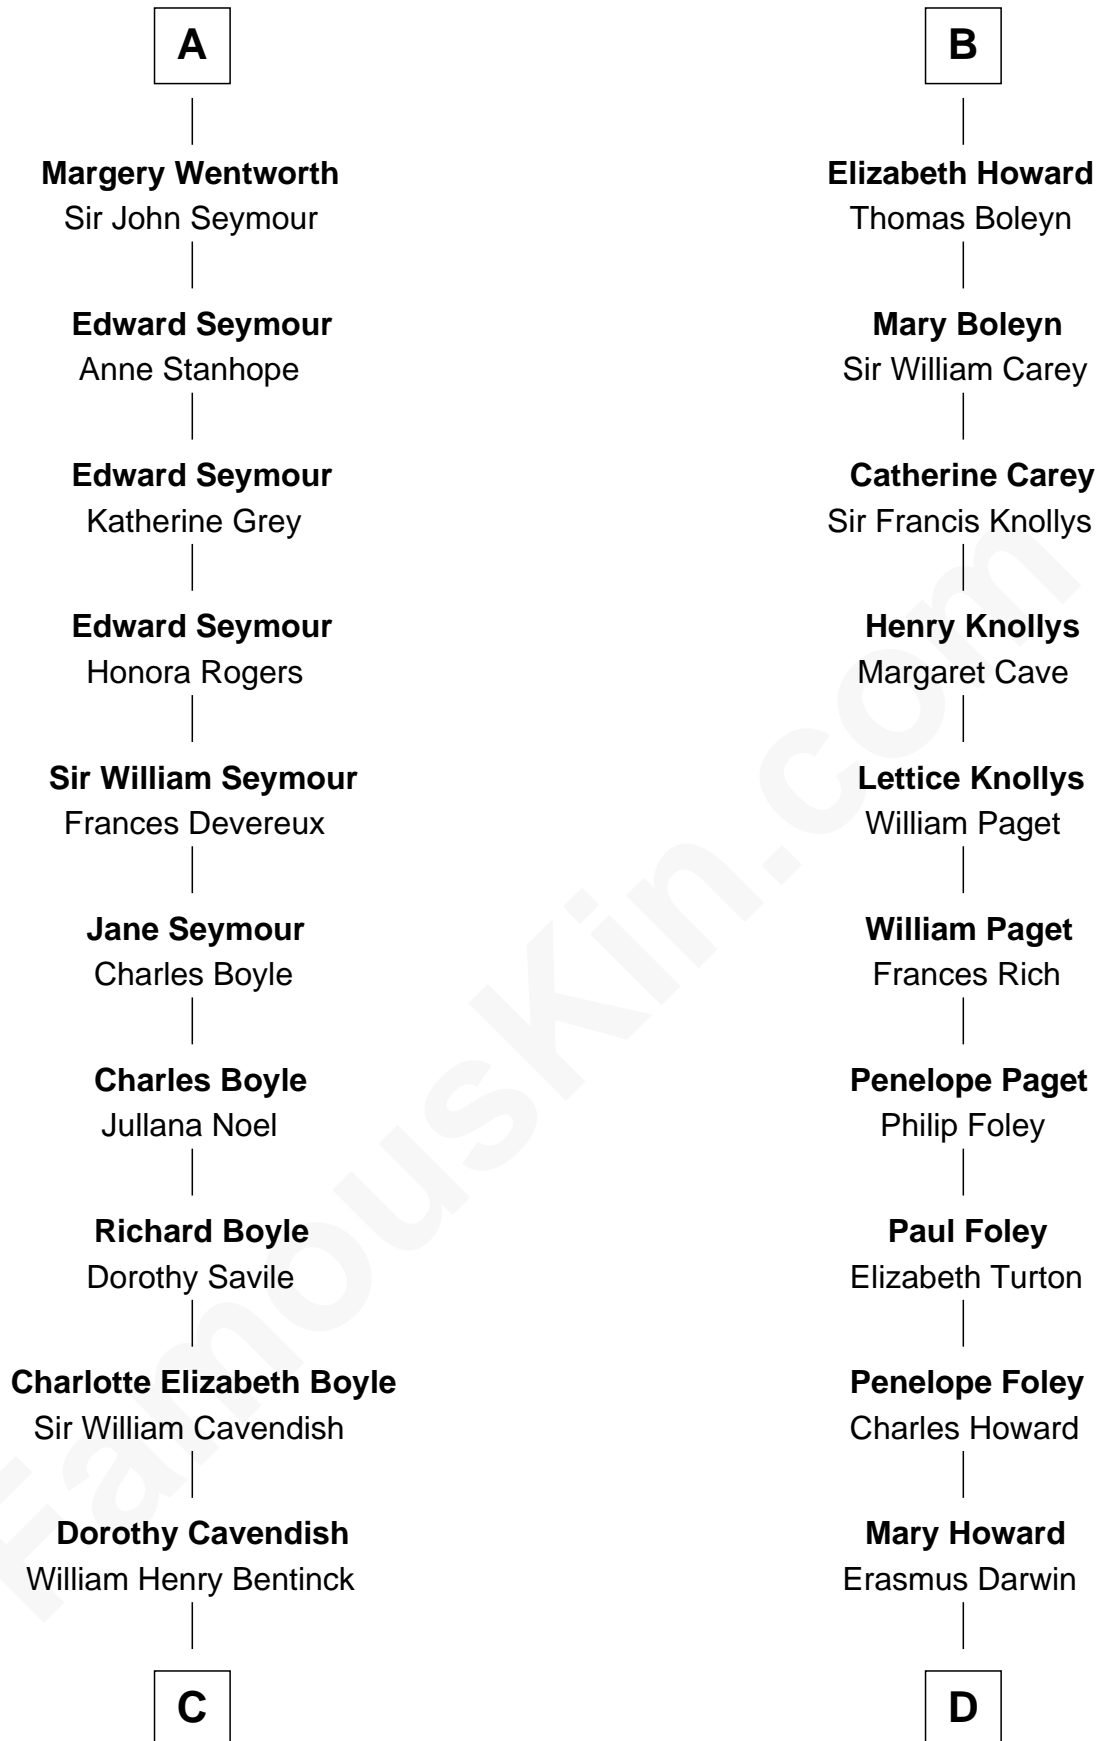 A
Margery Wentworth
Sir John Seymour
Edward Seymour
Anne Stanhope
Edward Seymour
Katherine Grey
Edward Seymour
Honora Rogers
Sir William Seymour
Frances Devereux
Jane Seymour
Charles Boyle
Charles Boyle
Jullana Noel
Richard Boyle
Dorothy Savile
Charlotte Elizabeth Boyle
Sir William Cavendish
Dorothy Cavendish
William Henry Bentinck
C
B
Elizabeth Howard
Thomas Boleyn
Mary Boleyn
Sir William Carey
Catherine Carey
Sir Francis Knollys
Henry Knollys
Margaret Cave
Lettice Knollys
William Paget
William Paget
Frances Rich
Penelope Paget
Philip Foley
Paul Foley
Elizabeth Turton
Penelope Foley
Charles Howard
Mary Howard
Erasmus Darwin
D
FamousKin.com